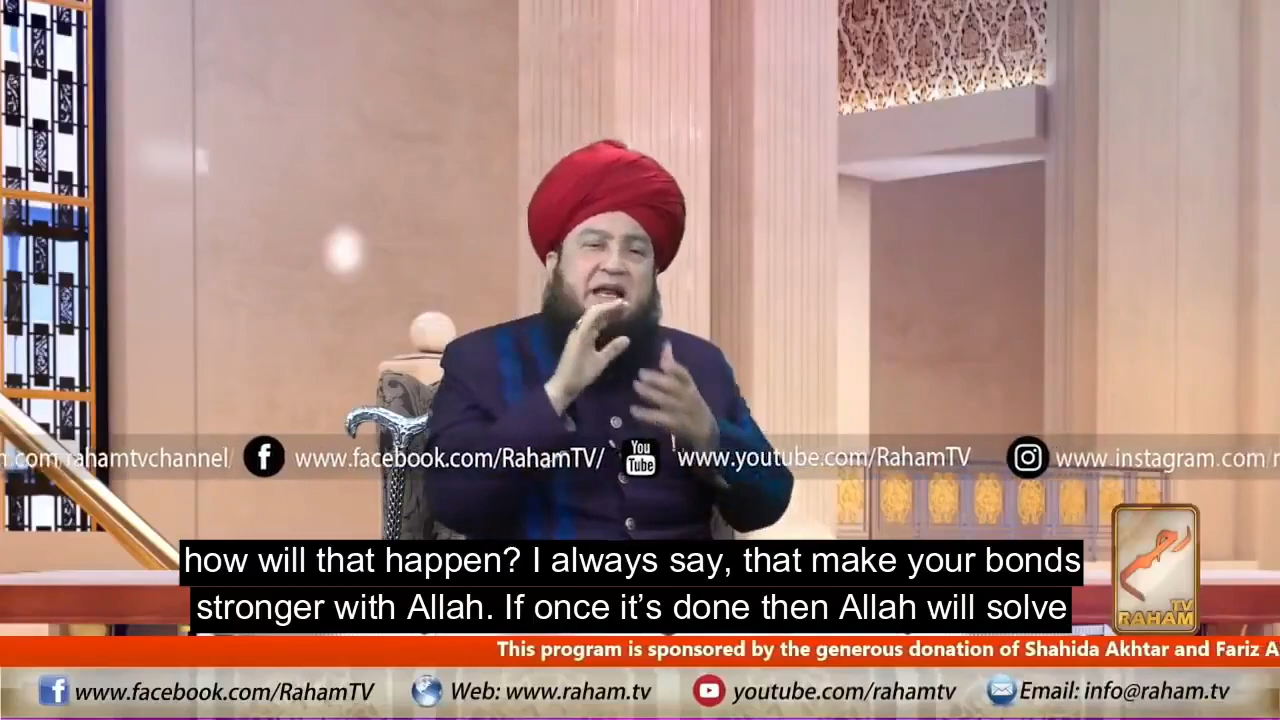 m.com/rahamtvchannel/ www.facebook.com/RahamTV/ You Tube www.youtube.com/RahamTV www.instagram.com/r
how will that happen? I always say, that make your bonds
stronger with Allah. If once it’s done then Allah will solve
RAHAM TV
This program is sponsored by the generous donation of Shahida Akhtar and Fariz A
www.facebook.com/RahamTV Web: www.raham.tv youtube.com/rahamtv Email: info@raham.tv